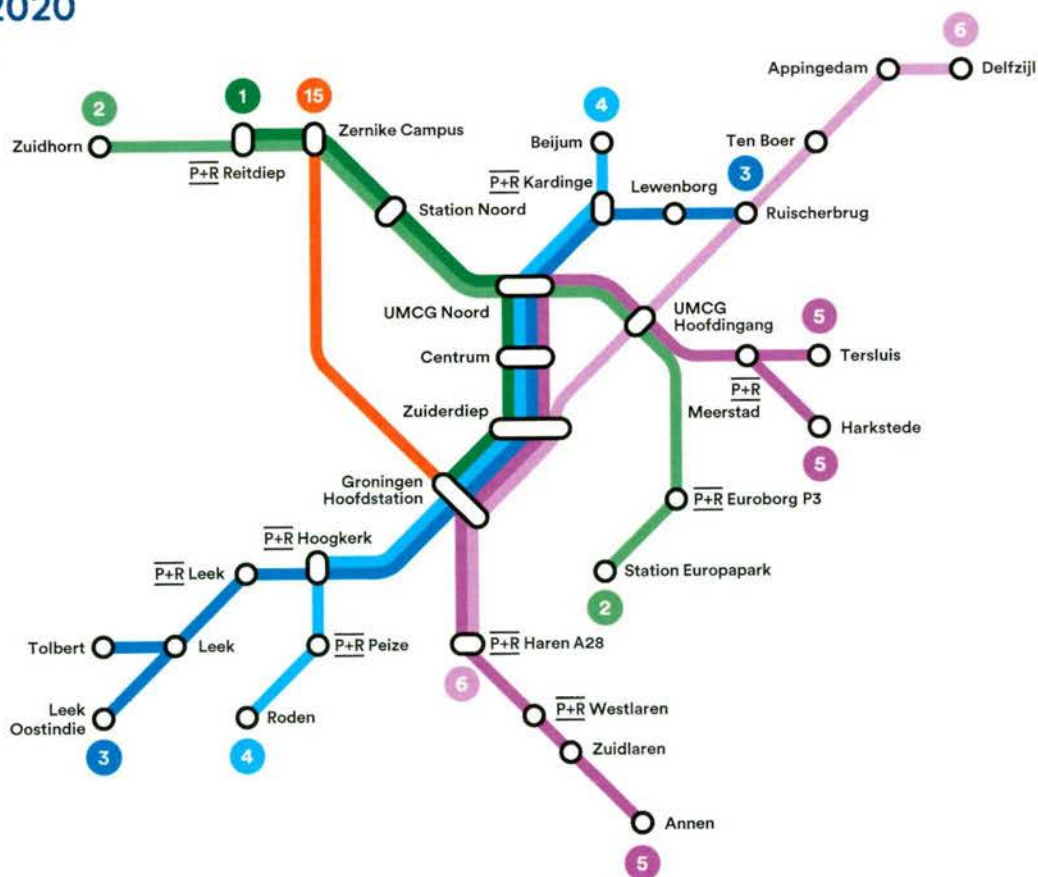 2020
6
Appingedam
Delfzijl
2
1
15
4
Zuidhorn
Zernike Campus
Beijum
Ten Boer
P+R Reitdiep
P+R Kardinge
Lewenborg
3
Station Noord
Ruischerbrug
UMCG Noord
UMCG
Hoofdingang
5
Centrum
Tersluis
P+R
Meerstad
Zuiderdiep
Harkstede
5
Groningen
Hoofdstation
P+R Euroborg P3
P+R Hoogkerk
P+R Leek
Station Europapark
2
Tolbert
Leek
P+R Peize
P+R Haren A28
6
Leek
Oostindie
Roden
P+R Westlaren
3
4
Zuidlaren
Annen
5